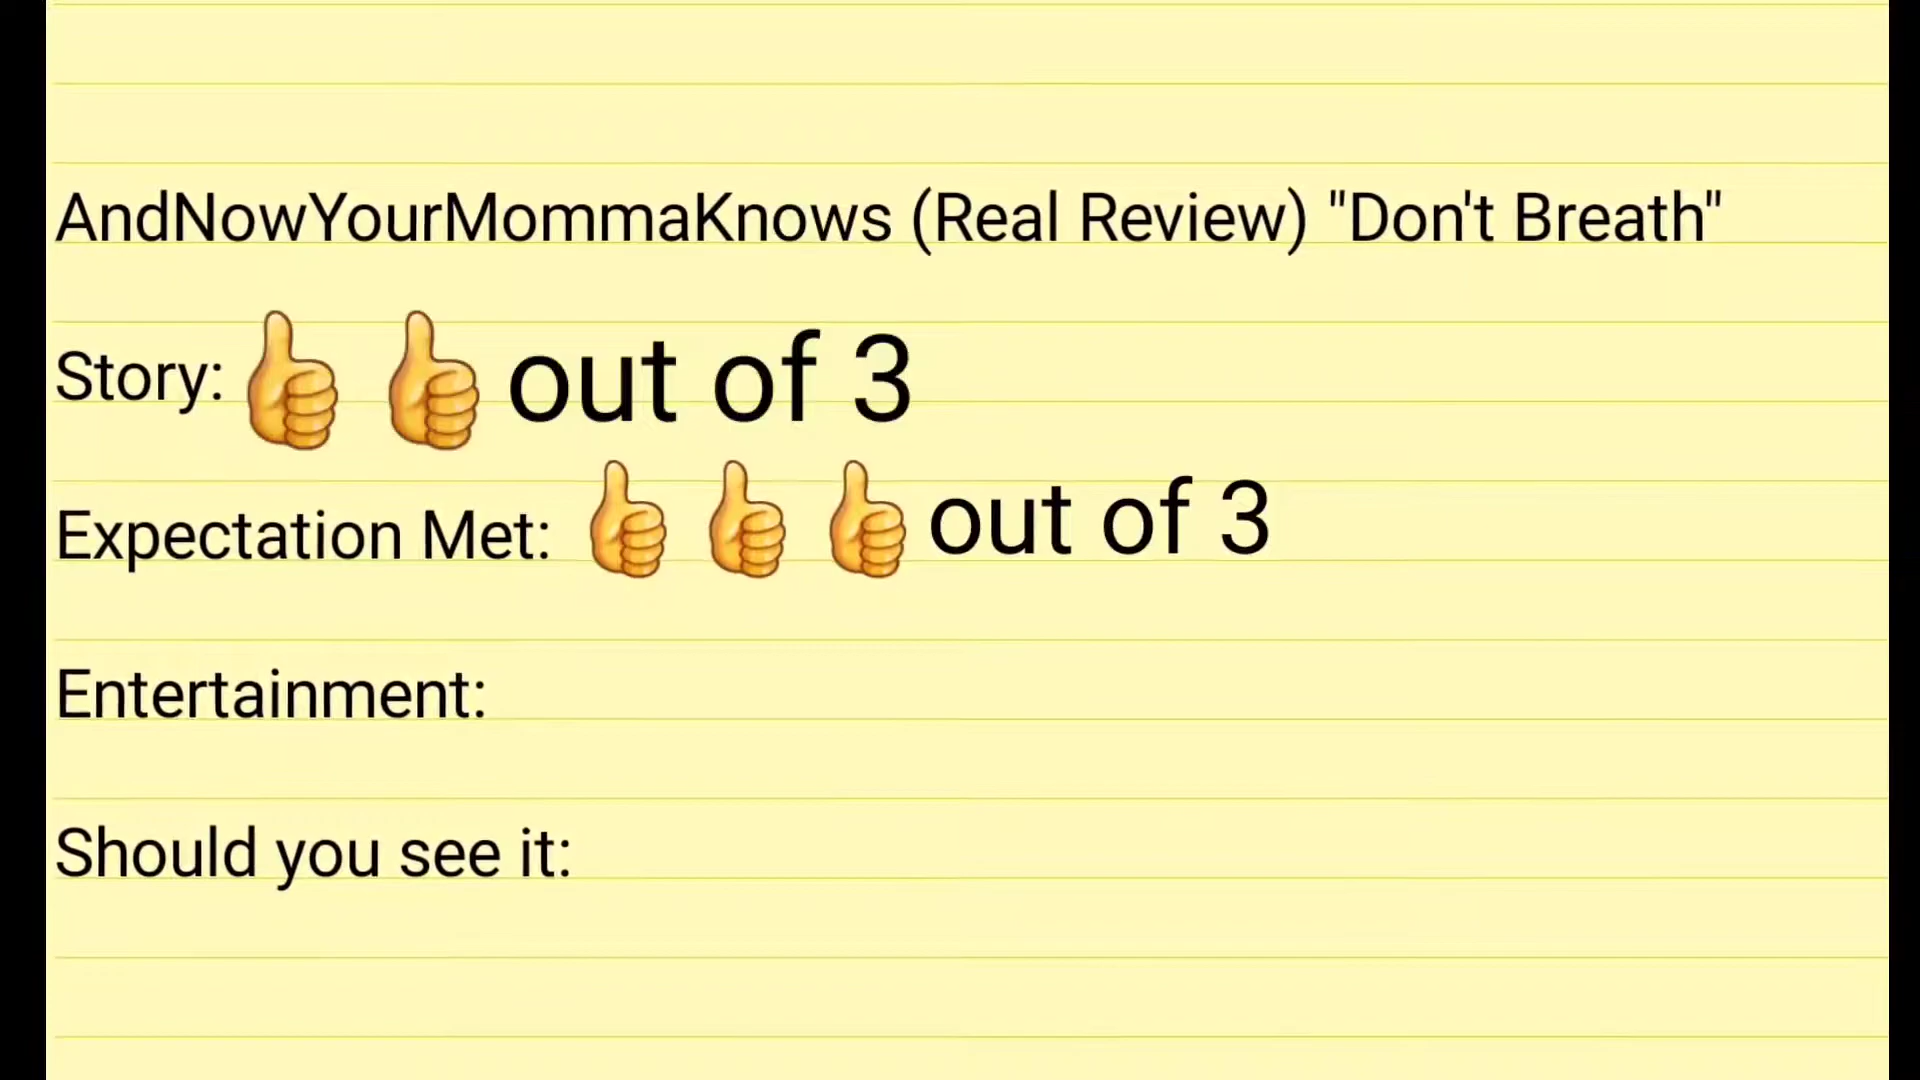 AndNowYourMommaKnows (Real Review) "Don't Breath"
Story: 👍 👍 out of 3
Expectation Met: 👍 👍 👍 out of 3
Entertainment:
Should you see it: